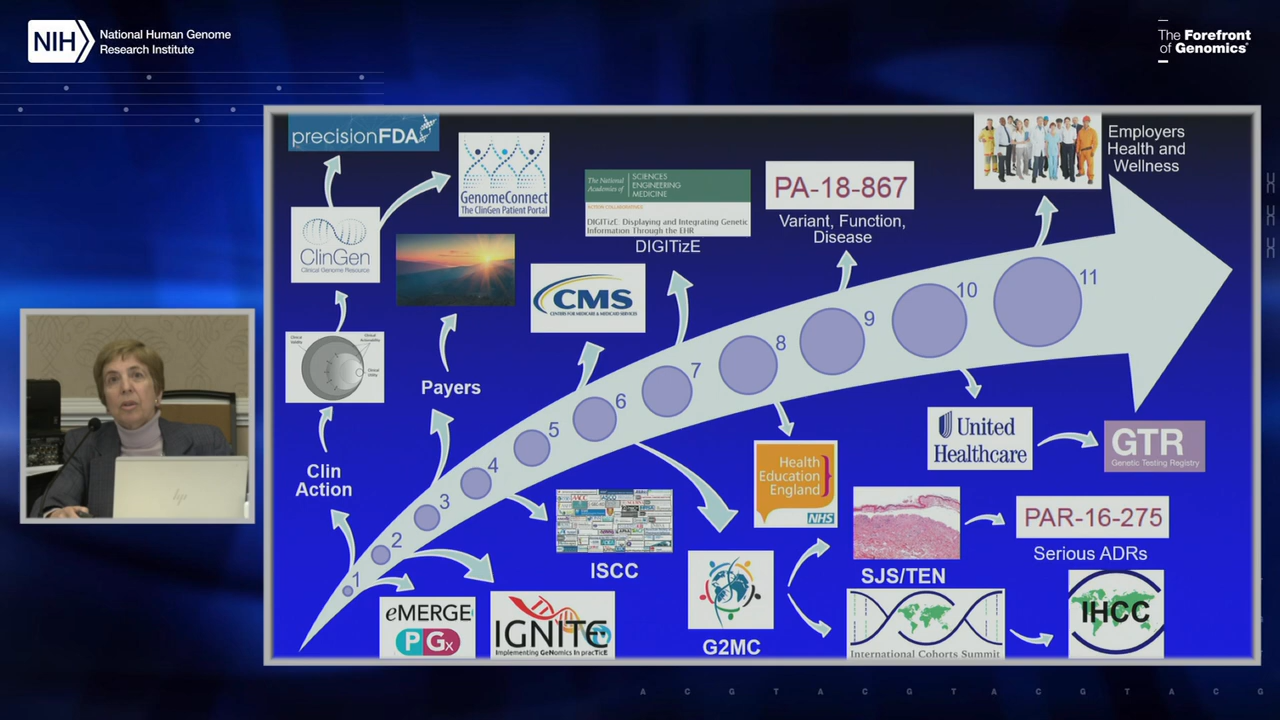 NIH
National Human Genome
Research Institute
The Forefront
of Genomics®
precisionFDA
GenomeConnect
The ClinGen Patient Portal
ClinGen
Clinical Genome Resource
Payers
Clin
Action
CMS
CENTERS FOR MEDICARE & MEDICAID SERVICES
The National
Academies of
SCIENCES
ENGINEERING
MEDICINE
ACTION COLLABORATIVE
DIGITizE: Displaying and Integrating Genetic
Information Through the EHR
DIGITizE
PA-18-867
Variant, Function,
Disease
Employers
Health and
Wellness
1
2
3
4
5
6
7
8
9
10
11
eMERGE
PGx
IGNITE
Implementing GeNomics In pracTicE
ISCC
G2MC
Health
Education
England
NHS
SJS/TEN
International Cohorts Summit
United
Healthcare
GTR
Genetic Testing Registry
PAR-16-275
Serious ADRs
IHCC
hp
A C G T A C G T A C G T A C G